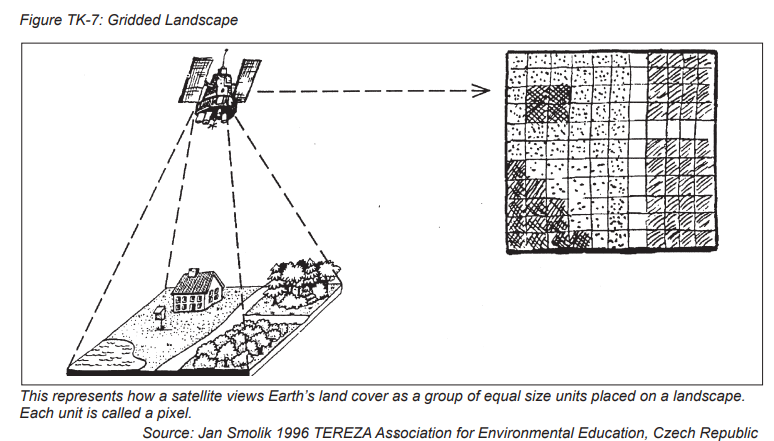 Figure TK-7: Gridded Landscape
This represents how a satellite views Earth's land cover as a group of equal size units placed on a landscape.
Each unit is called a pixel.
Source: Jan Smolik 1996 TEREZA Association for Environmental Education, Czech Republic